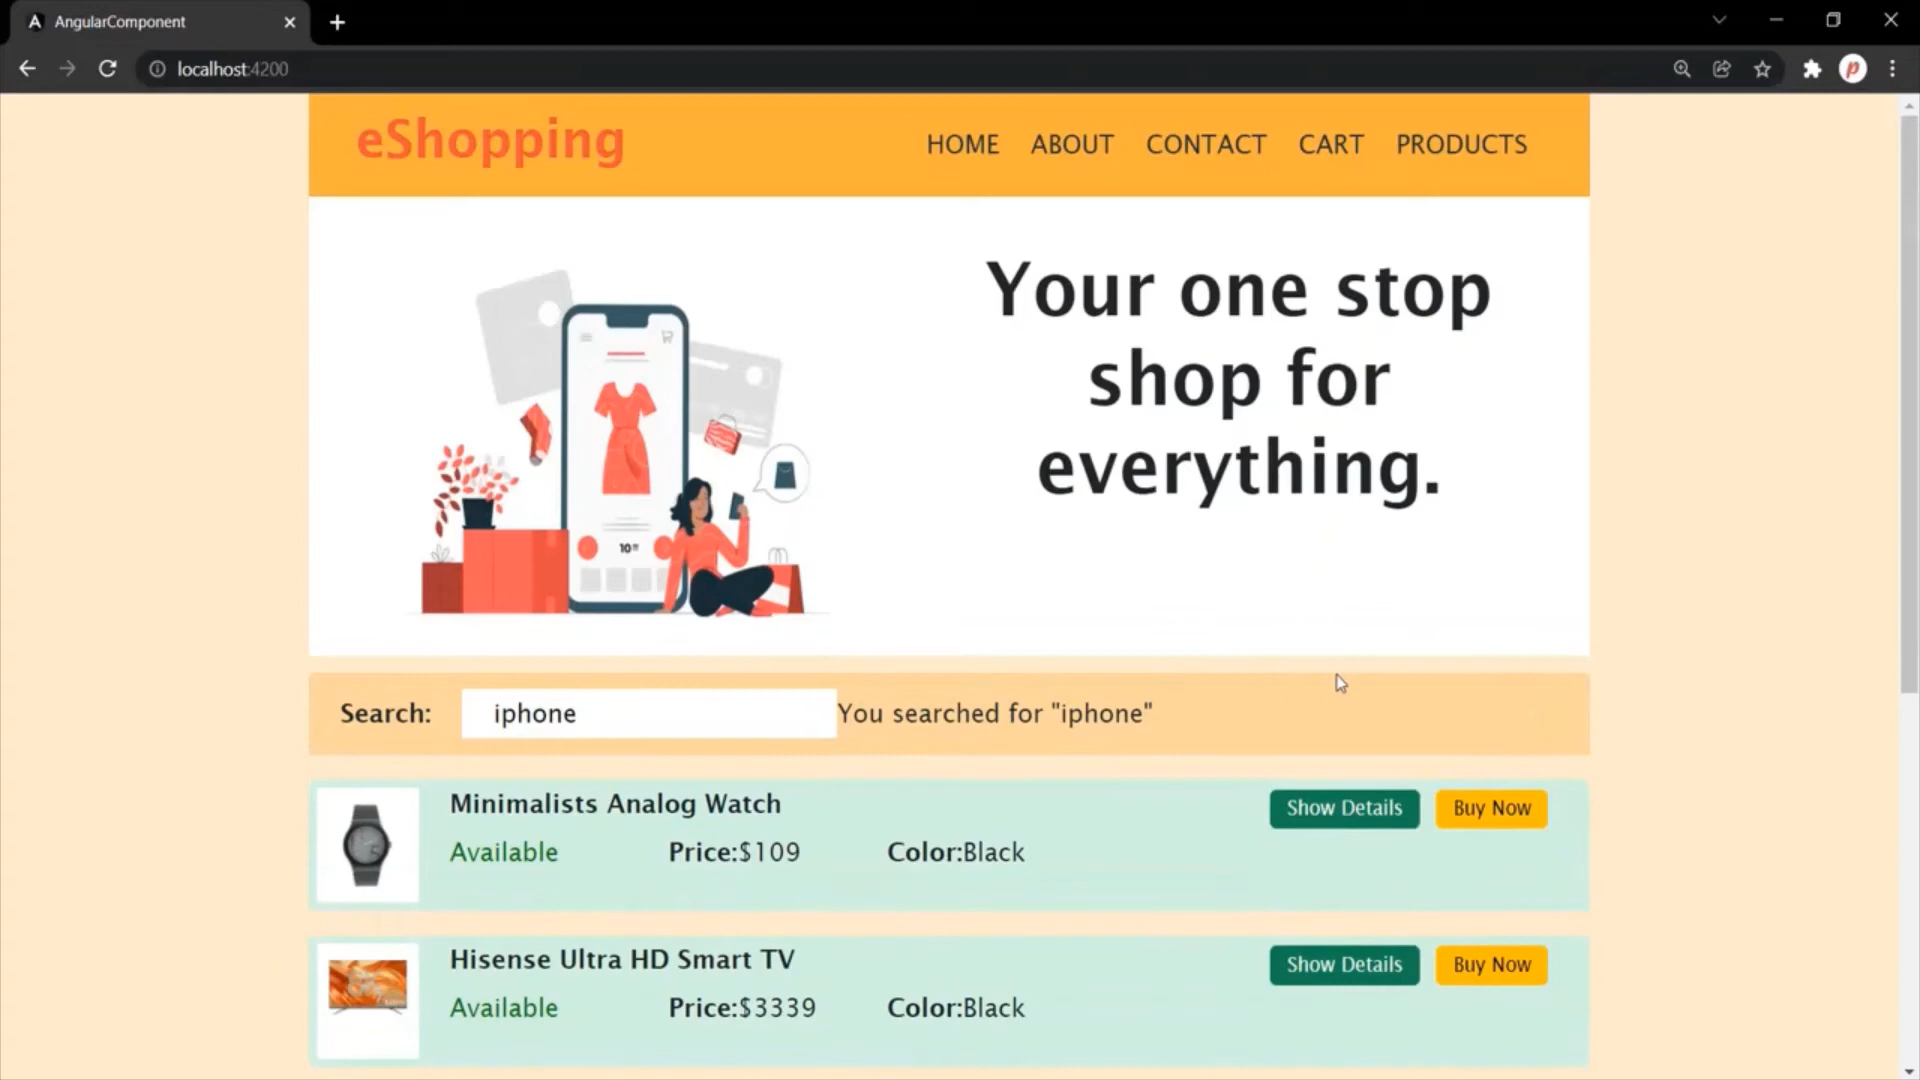 AngularComponent
localhost:4200
eShopping
HOME ABOUT CONTACT CART PRODUCTS
Your one stop
shop for
everything.
10
Search: iphone You searched for "iphone"
Minimalists Analog Watch Show Details Buy Now
Available Price:$109 Color:Black
Hisense Ultra HD Smart TV Show Details Buy Now
Available Price:$3339 Color:Black